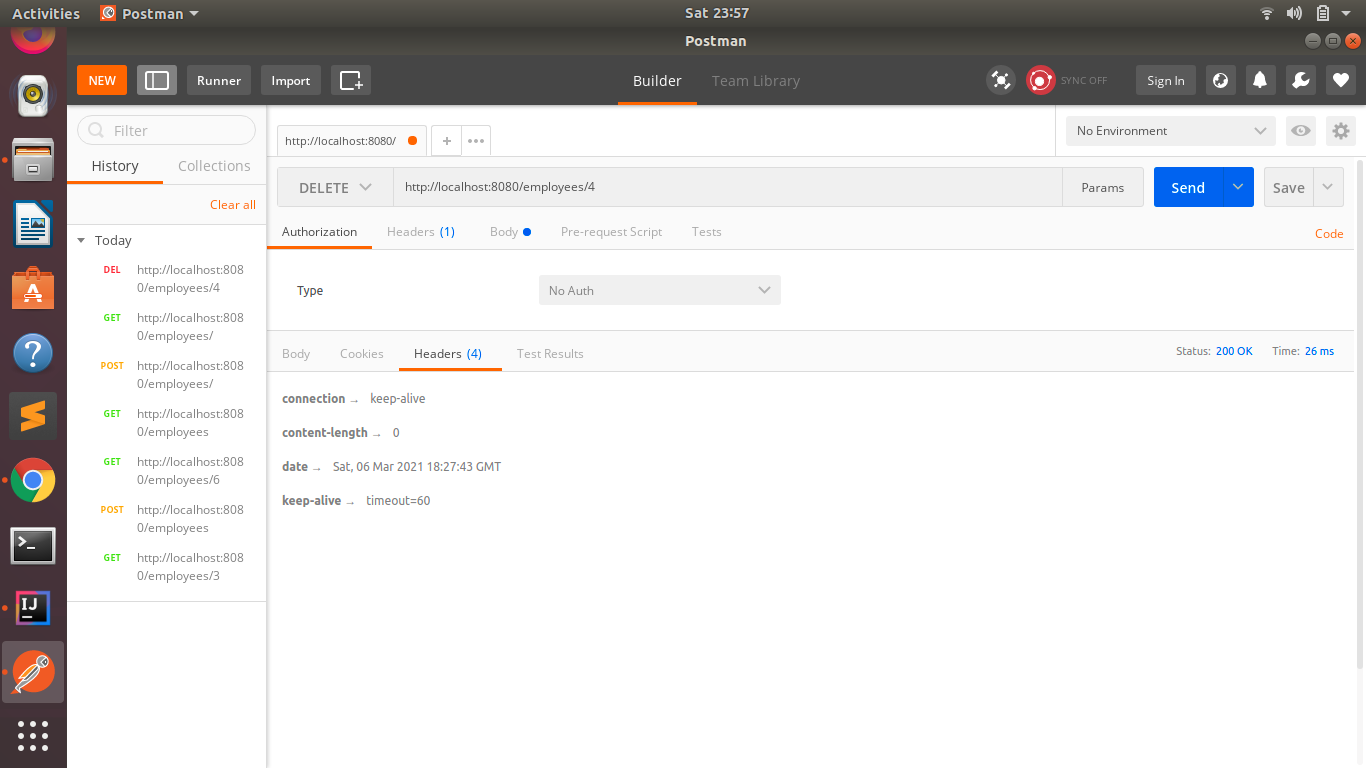 Activities Postman Sat 23:57
Postman
NEW Runner Import Builder Team Library SYNC OFF Sign In
Filter
History Collections
Clear all
Today
DEL http://localhost:808
0/employees/4
GET http://localhost:808
0/employees/
POST http://localhost:808
0/employees/
GET http://localhost:808
0/employees
GET http://localhost:808
0/employees/6
POST http://localhost:808
0/employees
GET http://localhost:808
0/employees/3
http://localhost:8080/ + ••• No Environment
DELETE http://localhost:8080/employees/4 Params Send Save
Authorization Headers (1) Body Pre-request Script Tests Code
Type No Auth
Body Cookies Headers (4) Test Results Status: 200 OK Time: 26 ms
connection → keep-alive
content-length → 0
date → Sat, 06 Mar 2021 18:27:43 GMT
keep-alive → timeout=60
?
>_
IJ